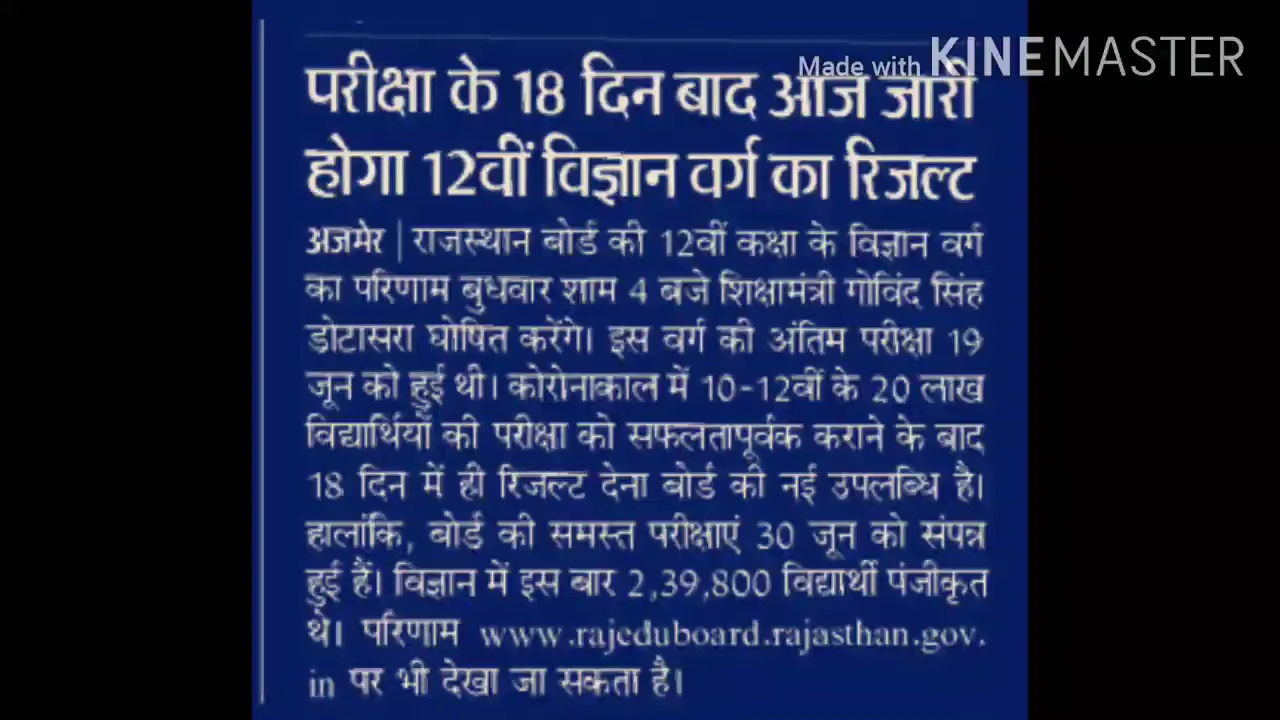 Made with KINEMASTER
परीक्षा के 18 दिन बाद आज जारी
होगा 12वीं विज्ञान वर्ग का रिजल्ट
अजमेर | राजस्थान बोर्ड की 12वीं कक्षा के विज्ञान वर्ग
का परिणाम बुधवार शाम 4 बजे शिक्षामंत्री गोविंद सिंह
डोटासरा घोषित करेंगे। इस वर्ग की अंतिम परीक्षा 19
जून को हुई थी। कोरोनाकाल में 10-12वीं के 20 लाख
विद्यार्थियों की परीक्षा को सफलतापूर्वक कराने के बाद
18 दिन में ही रिजल्ट देना बोर्ड की नई उपलब्धि है।
हालांकि, बोर्ड की समस्त परीक्षाएं 30 जून को संपन्न
हुई हैं। विज्ञान में इस बार 2,39,800 विद्यार्थी पंजीकृत
थे। परिणाम www.rajeduboard.rajasthan.gov.
in पर भी देखा जा सकता है।